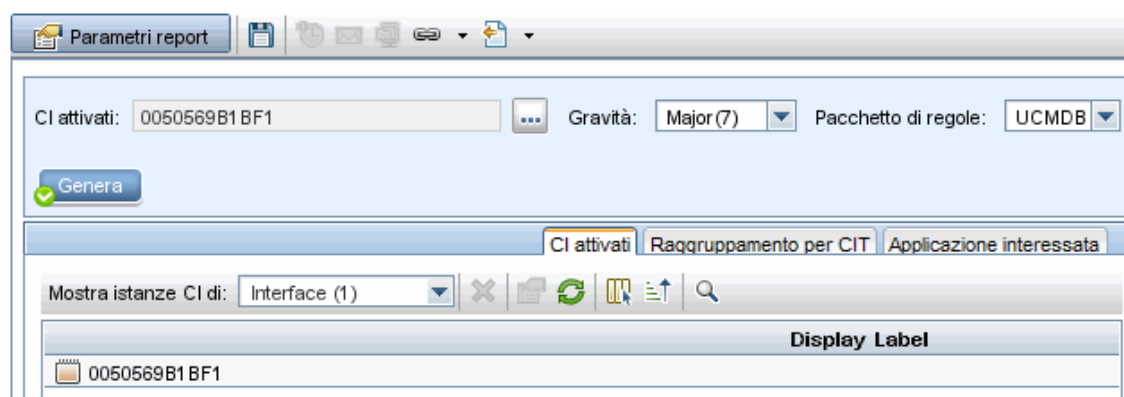 Parametri report
CI attivati: 0050569B1BF1 ... Gravità: Major (7) Pacchetto di regole: UCMDB
Genera
CI attivati Raggruppamento per CIT Applicazione interessata
Mostra istanze CI di: Interface (1)
Display Label
0050569B1BF1